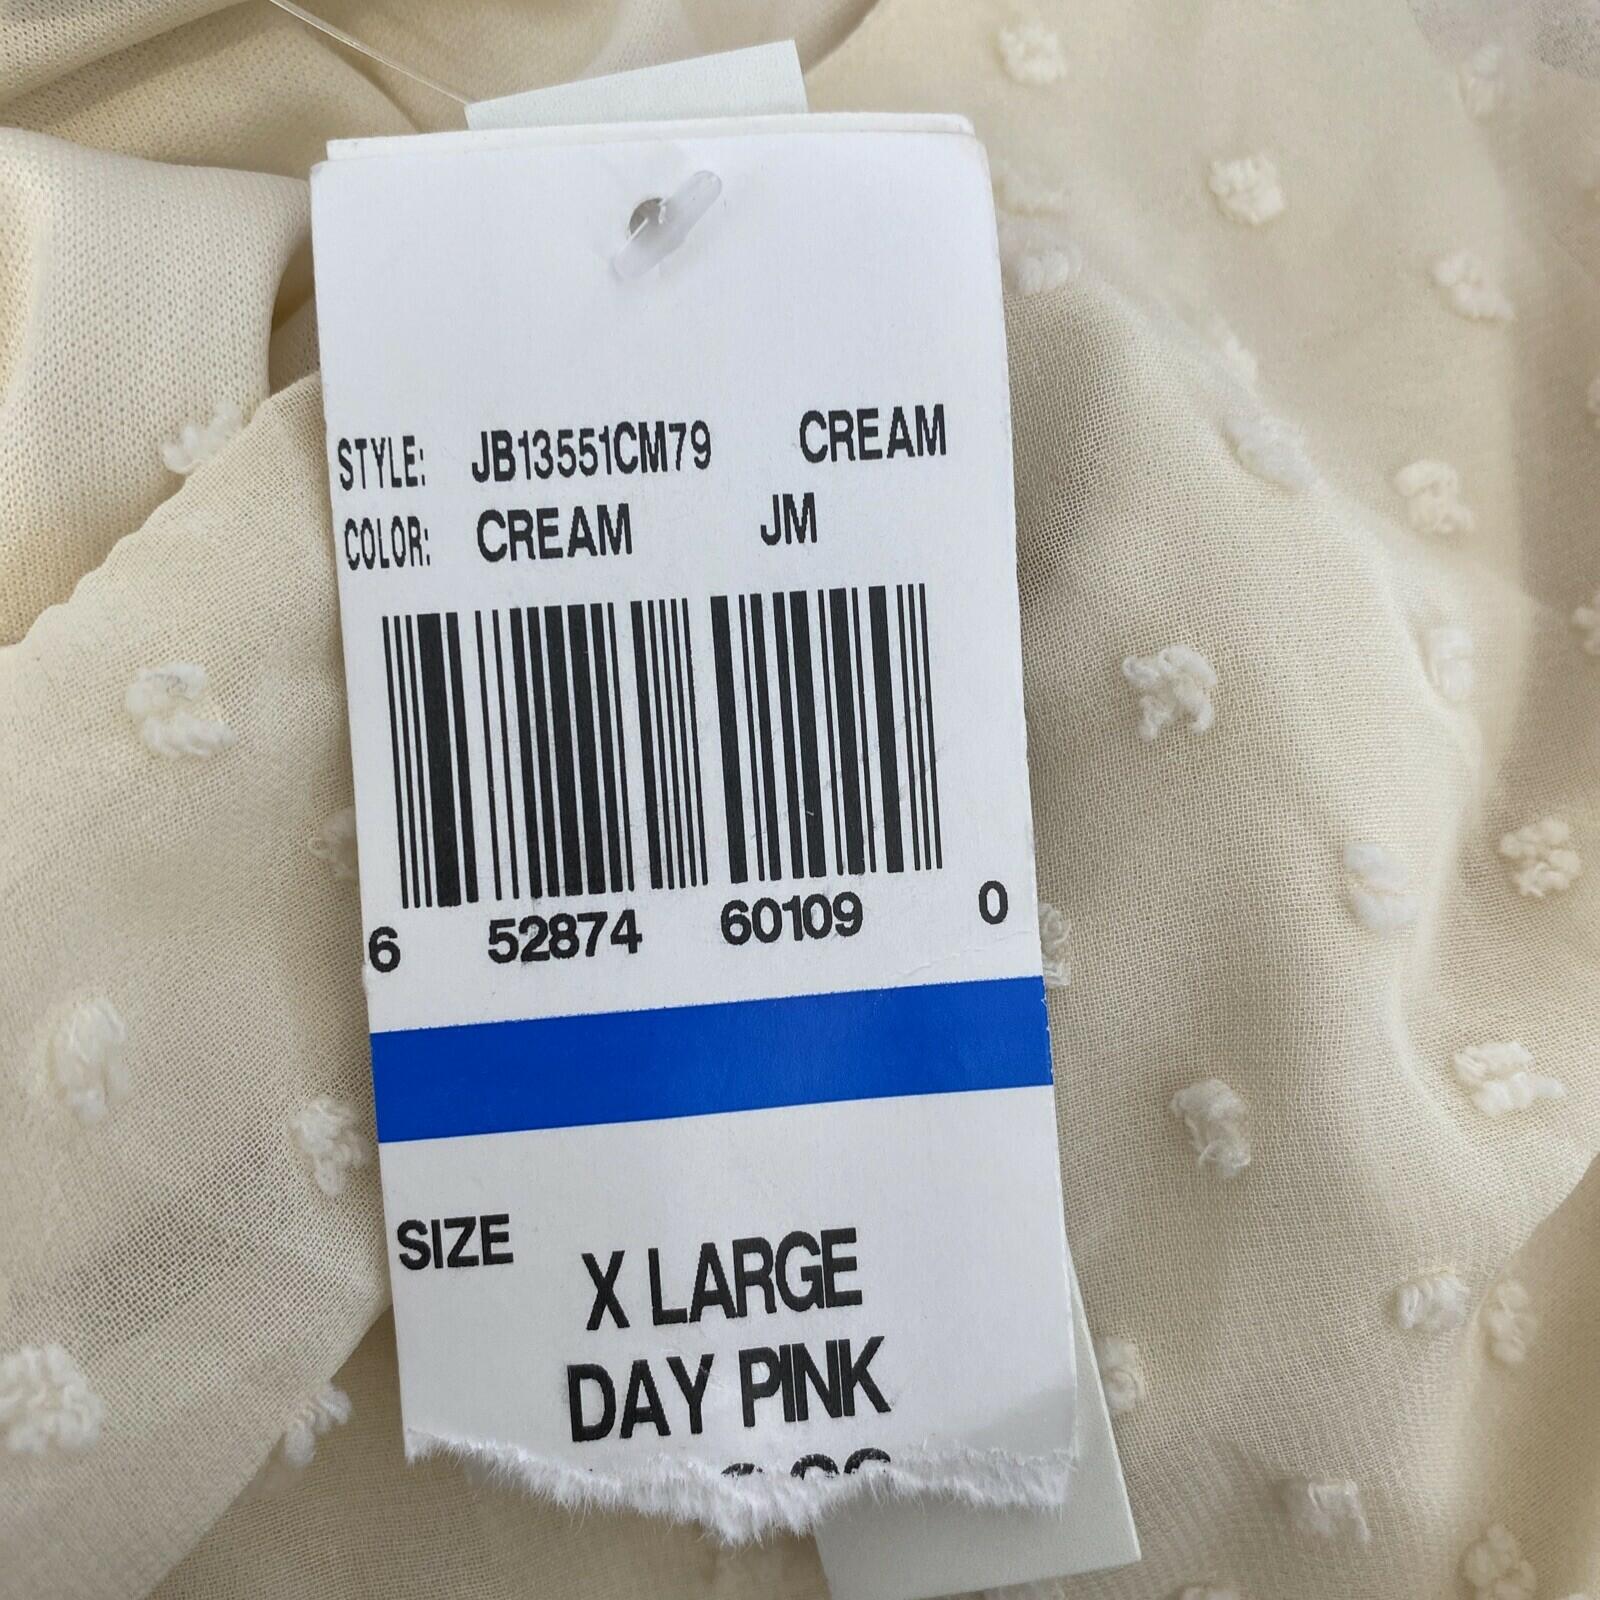 STYLE: JB13551CM79 CREAM
COLOR: CREAM JM
6 52874 60109 0
SIZE
X LARGE
DAY PINK